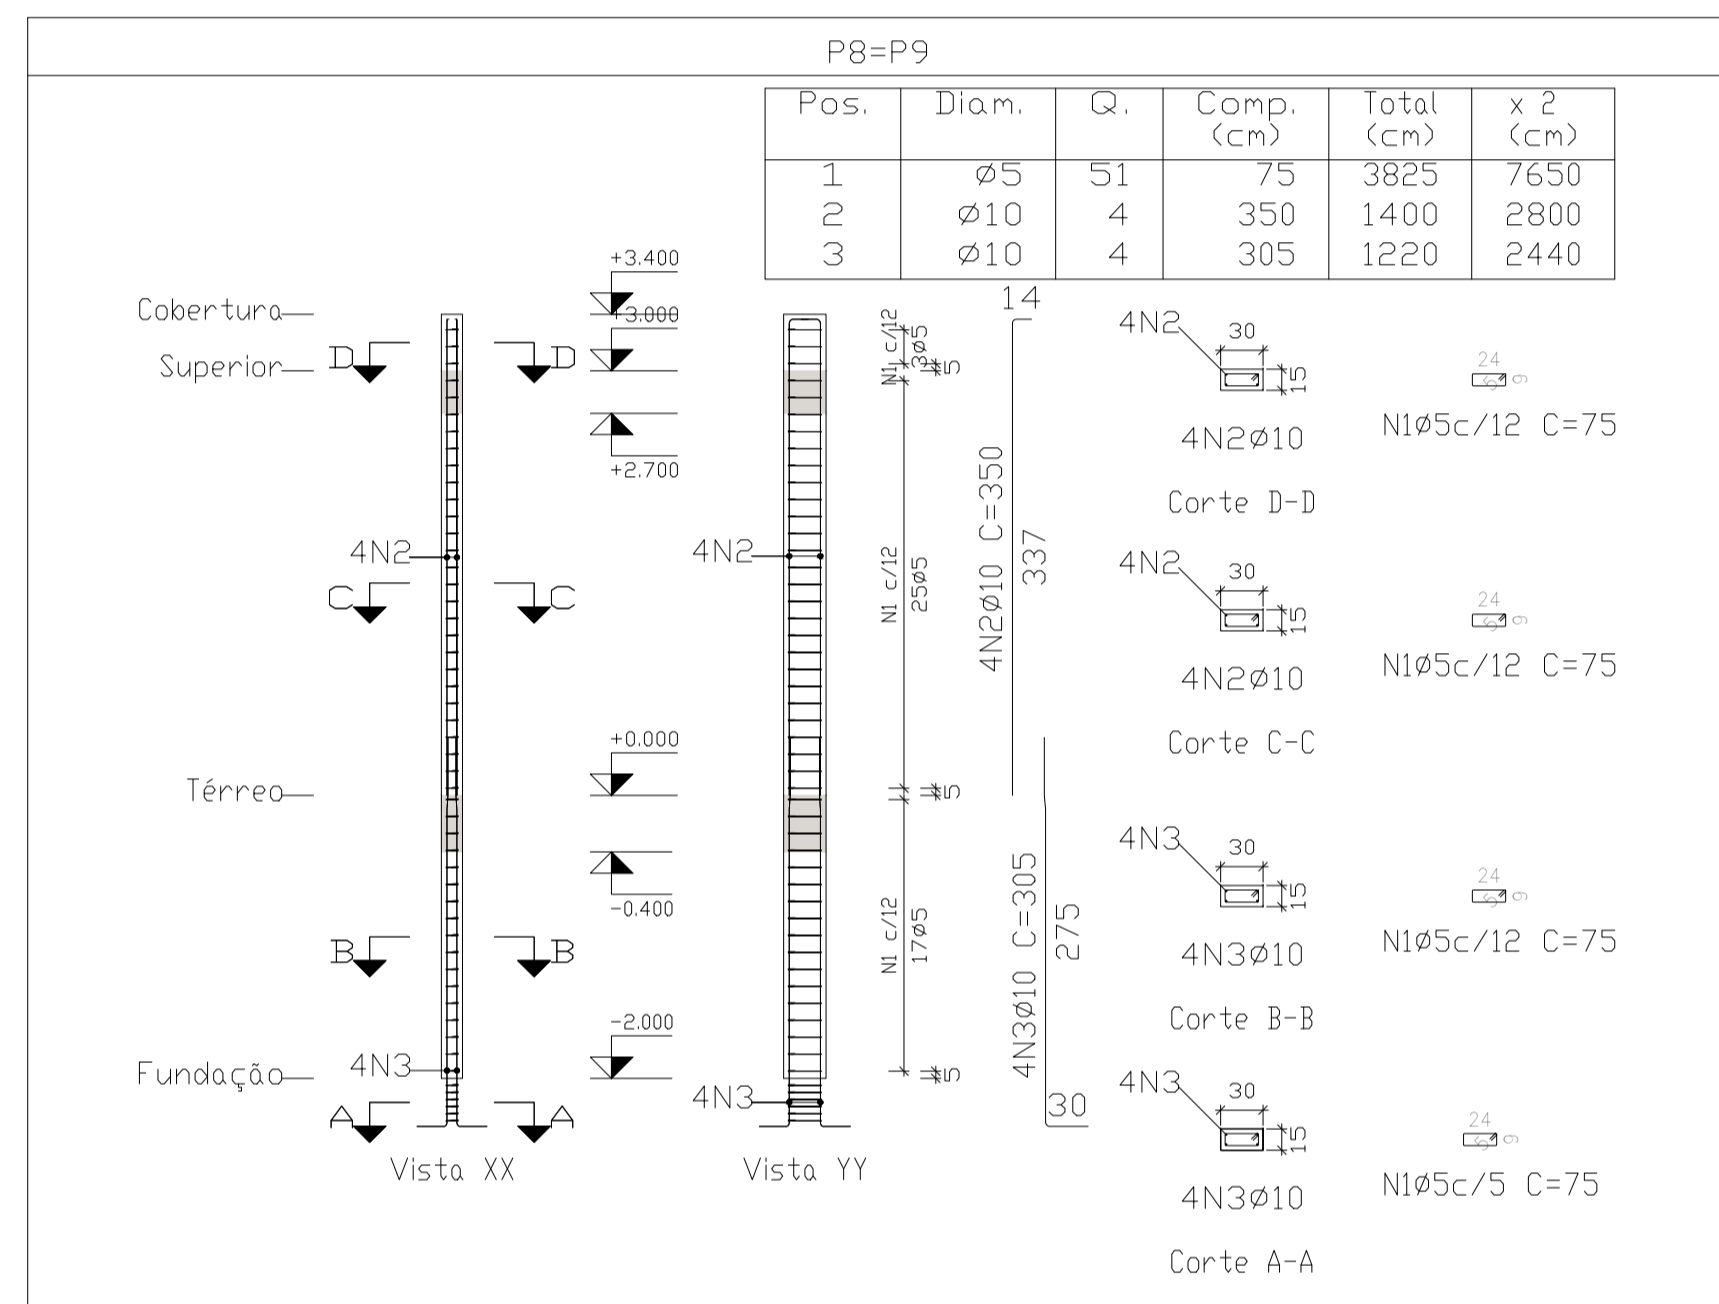 P8=P9
Pos. Diam. Q. Comp. (cm) Total (cm) x 2 (cm)
1 Ø5 51 75 3825 7650
2 Ø10 4 350 1400 2800
3 Ø10 4 305 1220 2440
Cobertura
Superior
Térreo
Fundação
D D
4N2
C C
B B
4N3
A A
Vista XX
+3.400
+3.000
+2.700
+0.000
-0.400
-2.000
4N2
4N3
Vista YY
N1 c/12
3Ø5
5
N1 c/12
25Ø5
5
N1 c/12
17Ø5
5
14
4N2Ø10 C=350
337
4N3Ø10 C=305
275
30
4N2
30
15
4N2Ø10
Corte D-D
24
5
9
N1Ø5c/12 C=75
4N2
30
15
4N2Ø10
Corte C-C
24
5
9
N1Ø5c/12 C=75
4N3
30
15
4N3Ø10
Corte B-B
24
5
9
N1Ø5c/12 C=75
4N3
30
15
4N3Ø10
Corte A-A
24
5
9
N1Ø5c/5 C=75